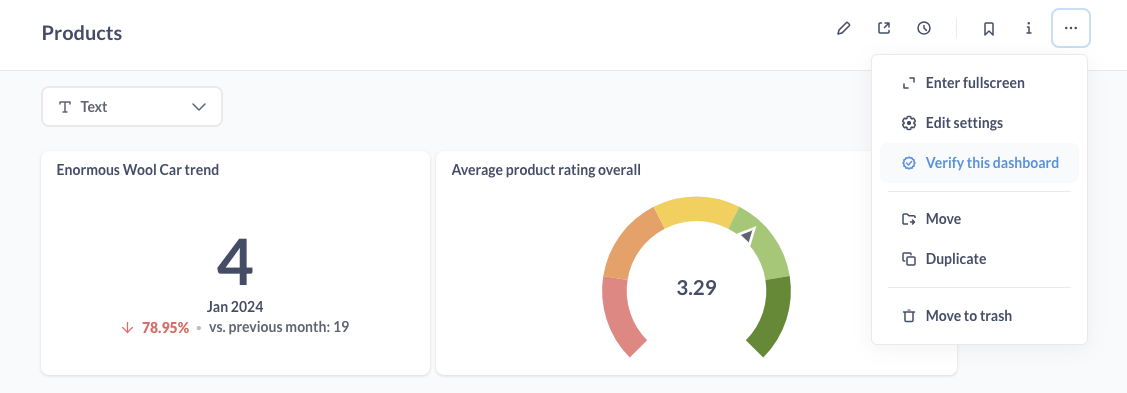 Products
Text
Enter fullscreen
Edit settings
Verify this dashboard
Move
Duplicate
Move to trash
Enormous Wool Car trend
4
Jan 2024
78.95% • vs. previous month: 19
Average product rating overall
3.29